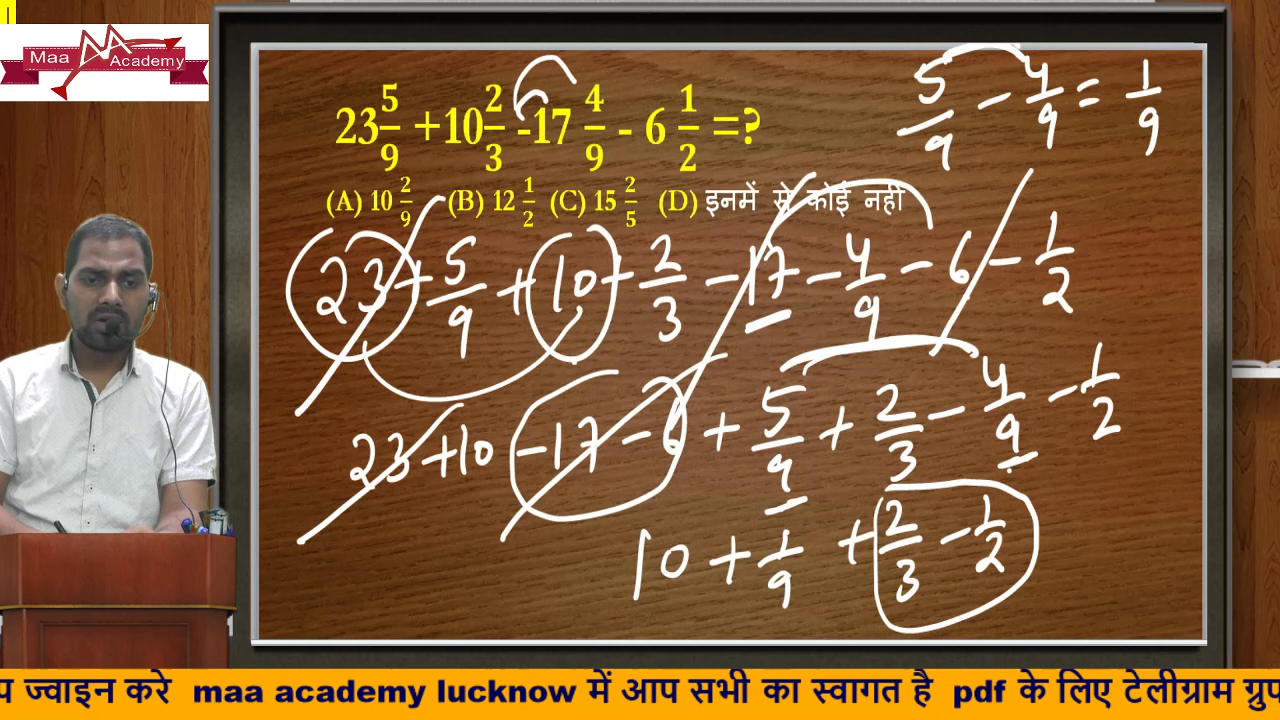 Maa Academy
23 5/9 + 10 2/3 - 17 4/9 - 6 1/2 = ?
(A) 10 2/9 (B) 12 1/2 (C) 15 2/5 (D) इनमें से कोई नहीं
5/9 - 4/9 = 1/9
23 + 5/9 + 10 + 2/3 - 17 - 4/9 - 6 - 1/2
23 + 10 - 17 - 6 + 5/9 + 2/3 - 4/9 - 1/2
10 + 1/9 + 2/3 - 1/2
ज्वाइन करे maa academy lucknow में आप सभी का स्वागत है pdf के लिए टेलीग्राम